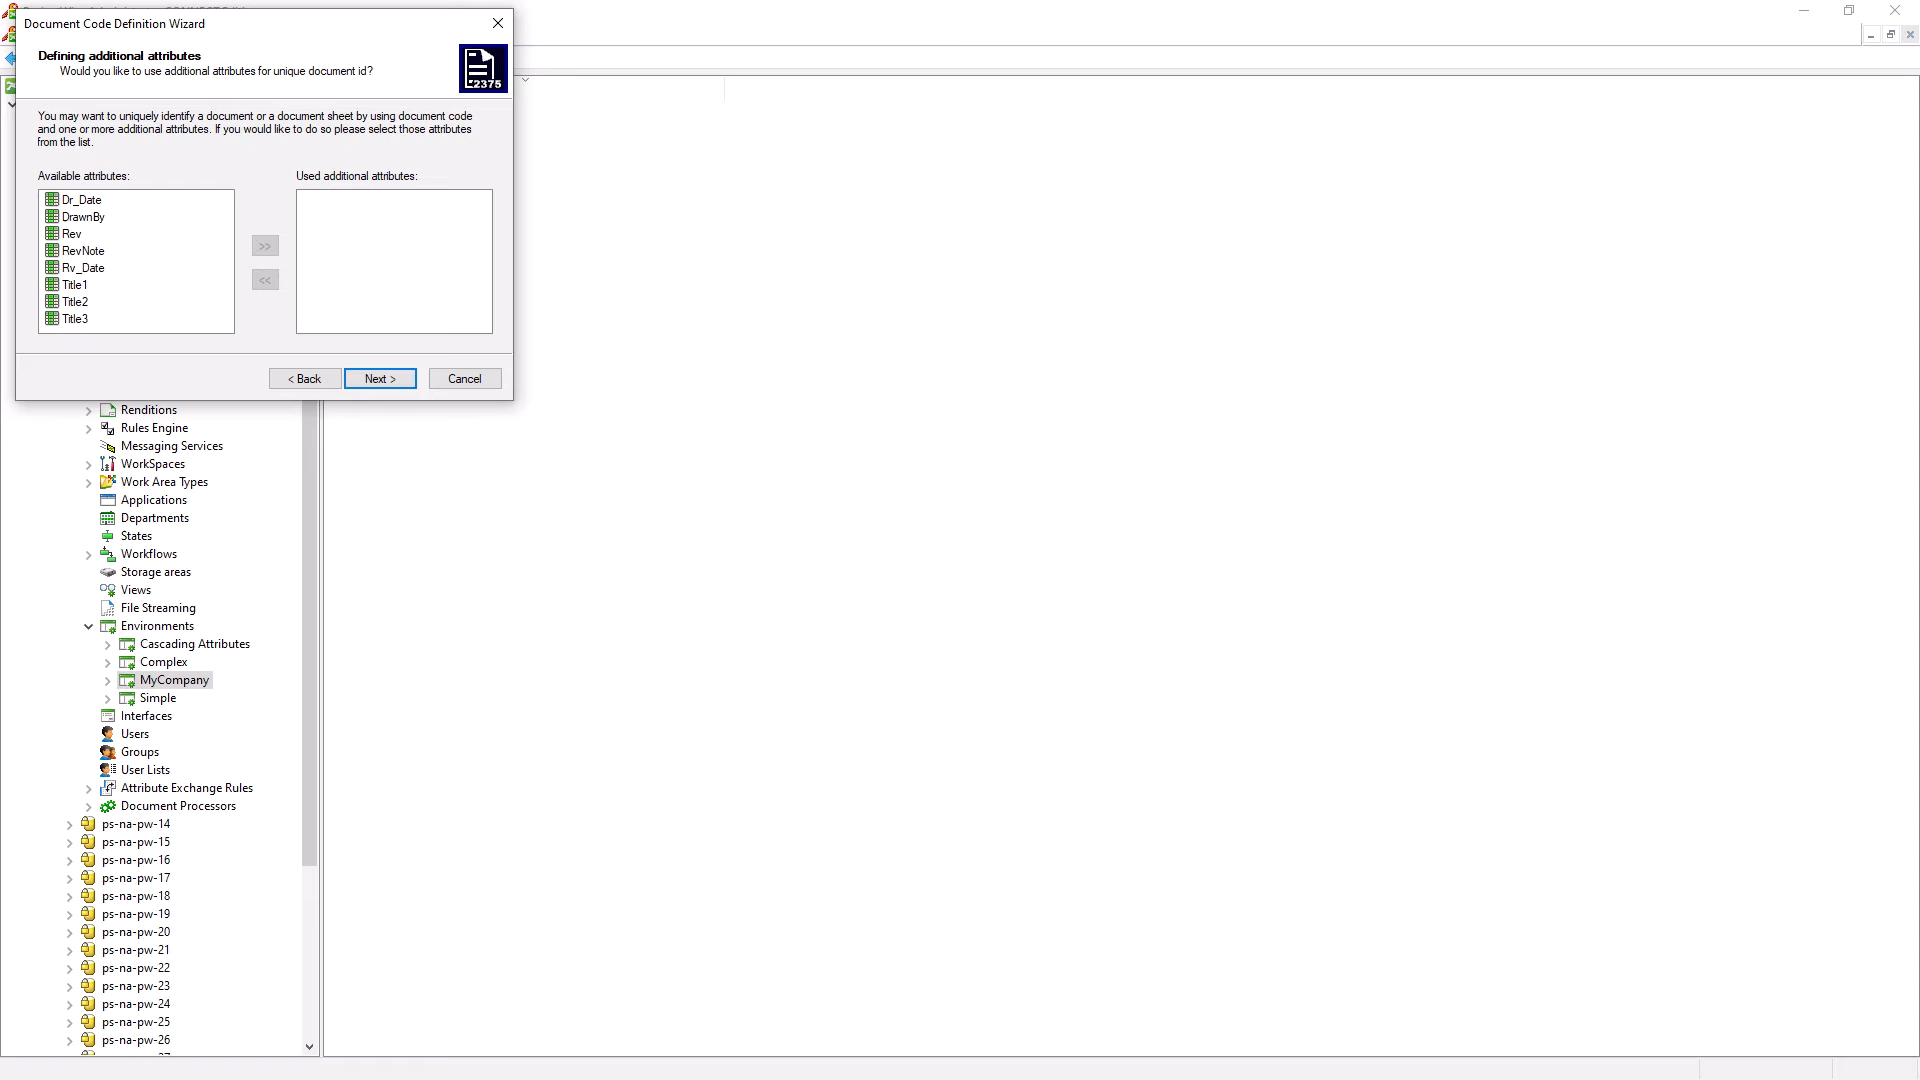 Document Code Definition Wizard
Defining additional attributes
Would you like to use additional attributes for unique document id?
2375
You may want to uniquely identify a document or a document sheet by using document code
and one or more additional attributes. If you would like to do so please select those attributes
from the list.
Available attributes:
Used additional attributes:
Dr_Date
DrawnBy
Rev
RevNote
Rv_Date
Title1
Title2
Title3
>>
<<
< Back
Next >
Cancel
Renditions
Rules Engine
Messaging Services
WorkSpaces
Work Area Types
Applications
Departments
States
Workflows
Storage areas
Views
File Streaming
Environments
Cascading Attributes
Complex
MyCompany
Simple
Interfaces
Users
Groups
User Lists
Attribute Exchange Rules
Document Processors
ps-na-pw-14
ps-na-pw-15
ps-na-pw-16
ps-na-pw-17
ps-na-pw-18
ps-na-pw-19
ps-na-pw-20
ps-na-pw-21
ps-na-pw-22
ps-na-pw-23
ps-na-pw-24
ps-na-pw-25
ps-na-pw-26